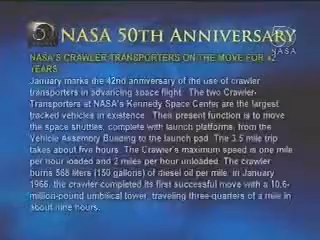 NASA 50TH ANNIVERSARY
NASA
NASA'S CRAWLER TRANSPORTERS ON THE MOVE FOR 42
YEARS
January marks the 42nd anniversary of the use of crawler
transporters in advancing space flight. The two Crawler-
Transporters at NASA's Kennedy Space Center are the largest
tracked vehicles in existence. Their present function is to move
the space shuttles, complete with launch platforms, from the
Vehicle Assembly Building to the launch pad. The 3.5 mile trip
takes about five hours. The Crawler's maximum speed is one mile
per hour loaded and 2 miles per hour unloaded. The crawler
burns 568 liters (150 gallons) of diesel oil per mile. In January
1966, the crawler completed its first successful move with a 10.6-
million-pound umbilical tower, traveling three-quarters of a mile in
about nine hours.